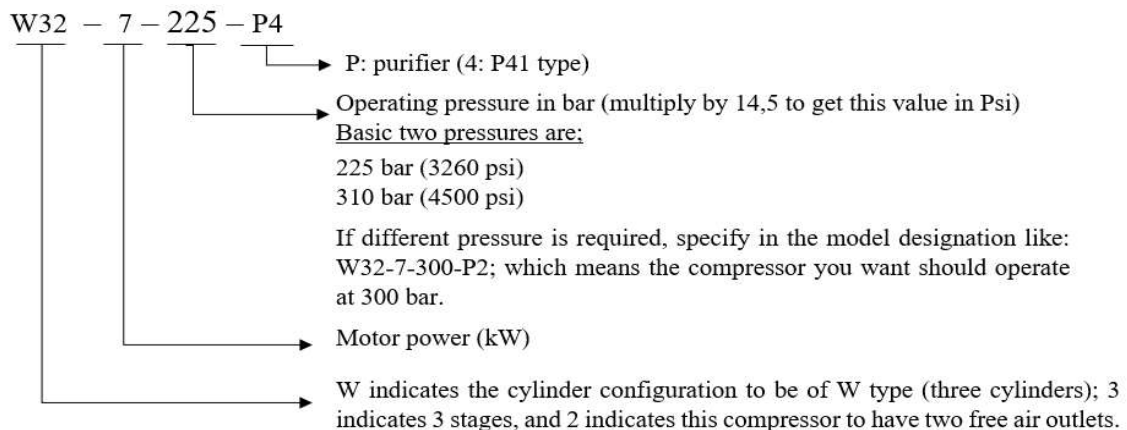 W32 – 7 – 225 – P4
P: purifier (4: P41 type)
Operating pressure in bar (multiply by 14,5 to get this value in Psi)
Basic two pressures are;
225 bar (3260 psi)
310 bar (4500 psi)
If different pressure is required, specify in the model designation like:
W32-7-300-P2; which means the compressor you want should operate
at 300 bar.
Motor power (kW)
W indicates the cylinder configuration to be of W type (three cylinders); 3
indicates 3 stages, and 2 indicates this compressor to have two free air outlets.